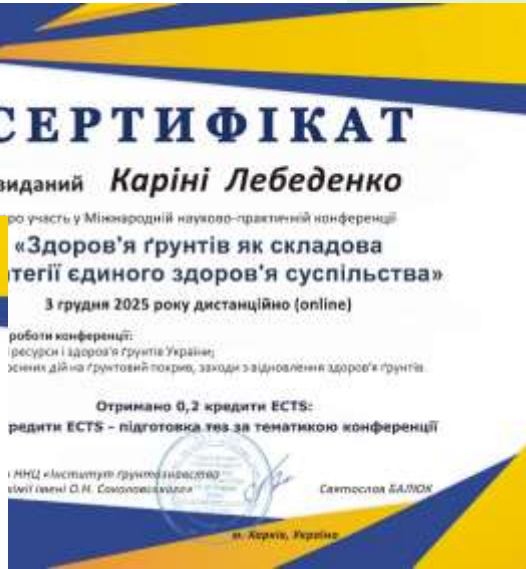 СЕРТИФІКАТ
виданий Каріні Лебеденко
про участь у Міжнародній науково-практичній конференції
«Здоров'я ґрунтів як складова
тегії єдиного здоров'я суспільства»
3 грудня 2025 року дистанційно (online)
роботи конференції:
ресурси і здоров'я ґрунтів України;
дій на ґрунтовий покрив, заходи з відновлення здоров'я ґрунтів.
Отримано 0,2 кредити ECTS:
редити ECTS – підготовка тез за тематикою конференції
ННЦ «Інститут ґрунтознавства
імені О.Н. Соколовського»
Святослав БАЛЮК
м. Харків, Україна